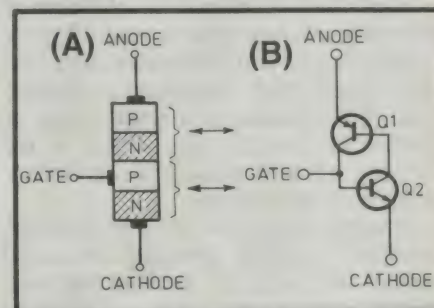 (A)
ANODE
P
N
P
N
GATE
CATHODE
(B)
ANODE
Q1
GATE
Q2
CATHODE